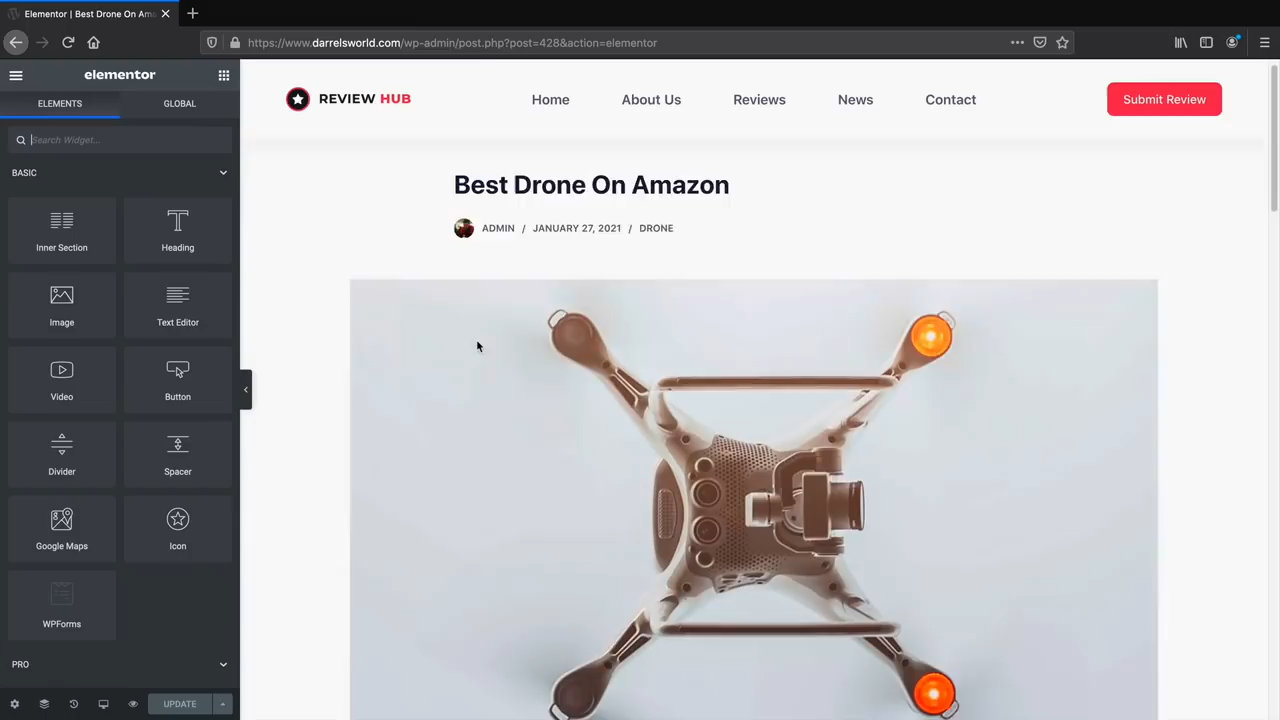 Elementor | Best Drone On Ama
https://www.darrelsworld.com/wp-admin/post.php?post=428&action=elementor
elementor
ELEMENTS
GLOBAL
Search Widget...
BASIC
Inner Section
Heading
Image
Text Editor
Video
Button
Divider
Spacer
Google Maps
Icon
WPForms
PRO
UPDATE
REVIEW HUB
Home
About Us
Reviews
News
Contact
Submit Review
Best Drone On Amazon
ADMIN / JANUARY 27, 2021 / DRONE